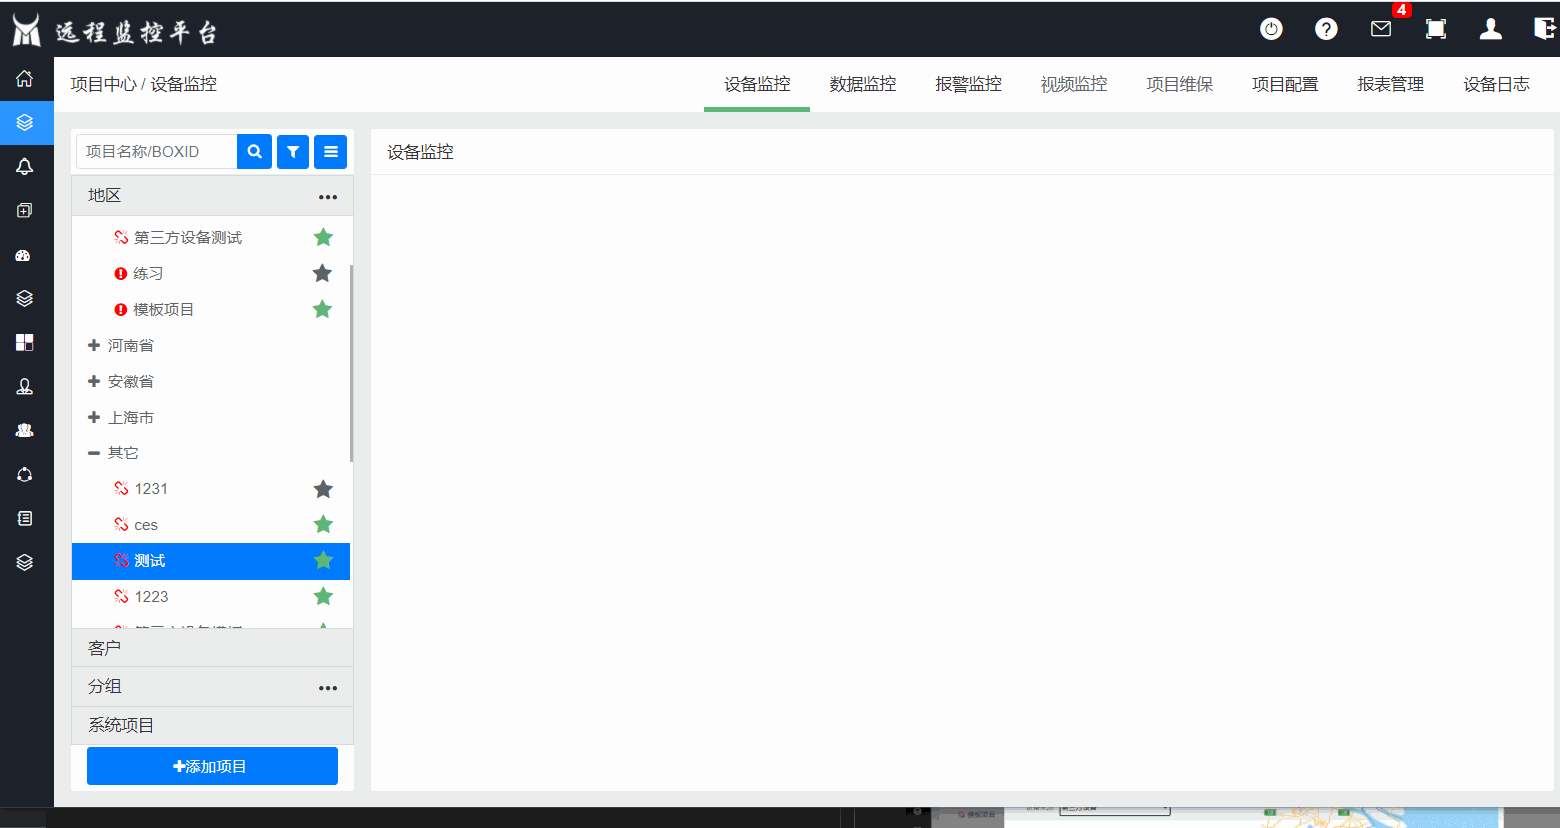 远程监控平台
4
项目中心 / 设备监控
设备监控 数据监控 报警监控 视频监控 项目维保 项目配置 报表管理 设备日志
项目名称/BOXID
设备监控
地区
第三方设备测试
练习
模板项目
河南省
安徽省
上海市
其它
1231
ces
测试
1223
客户
分组
系统项目
添加项目